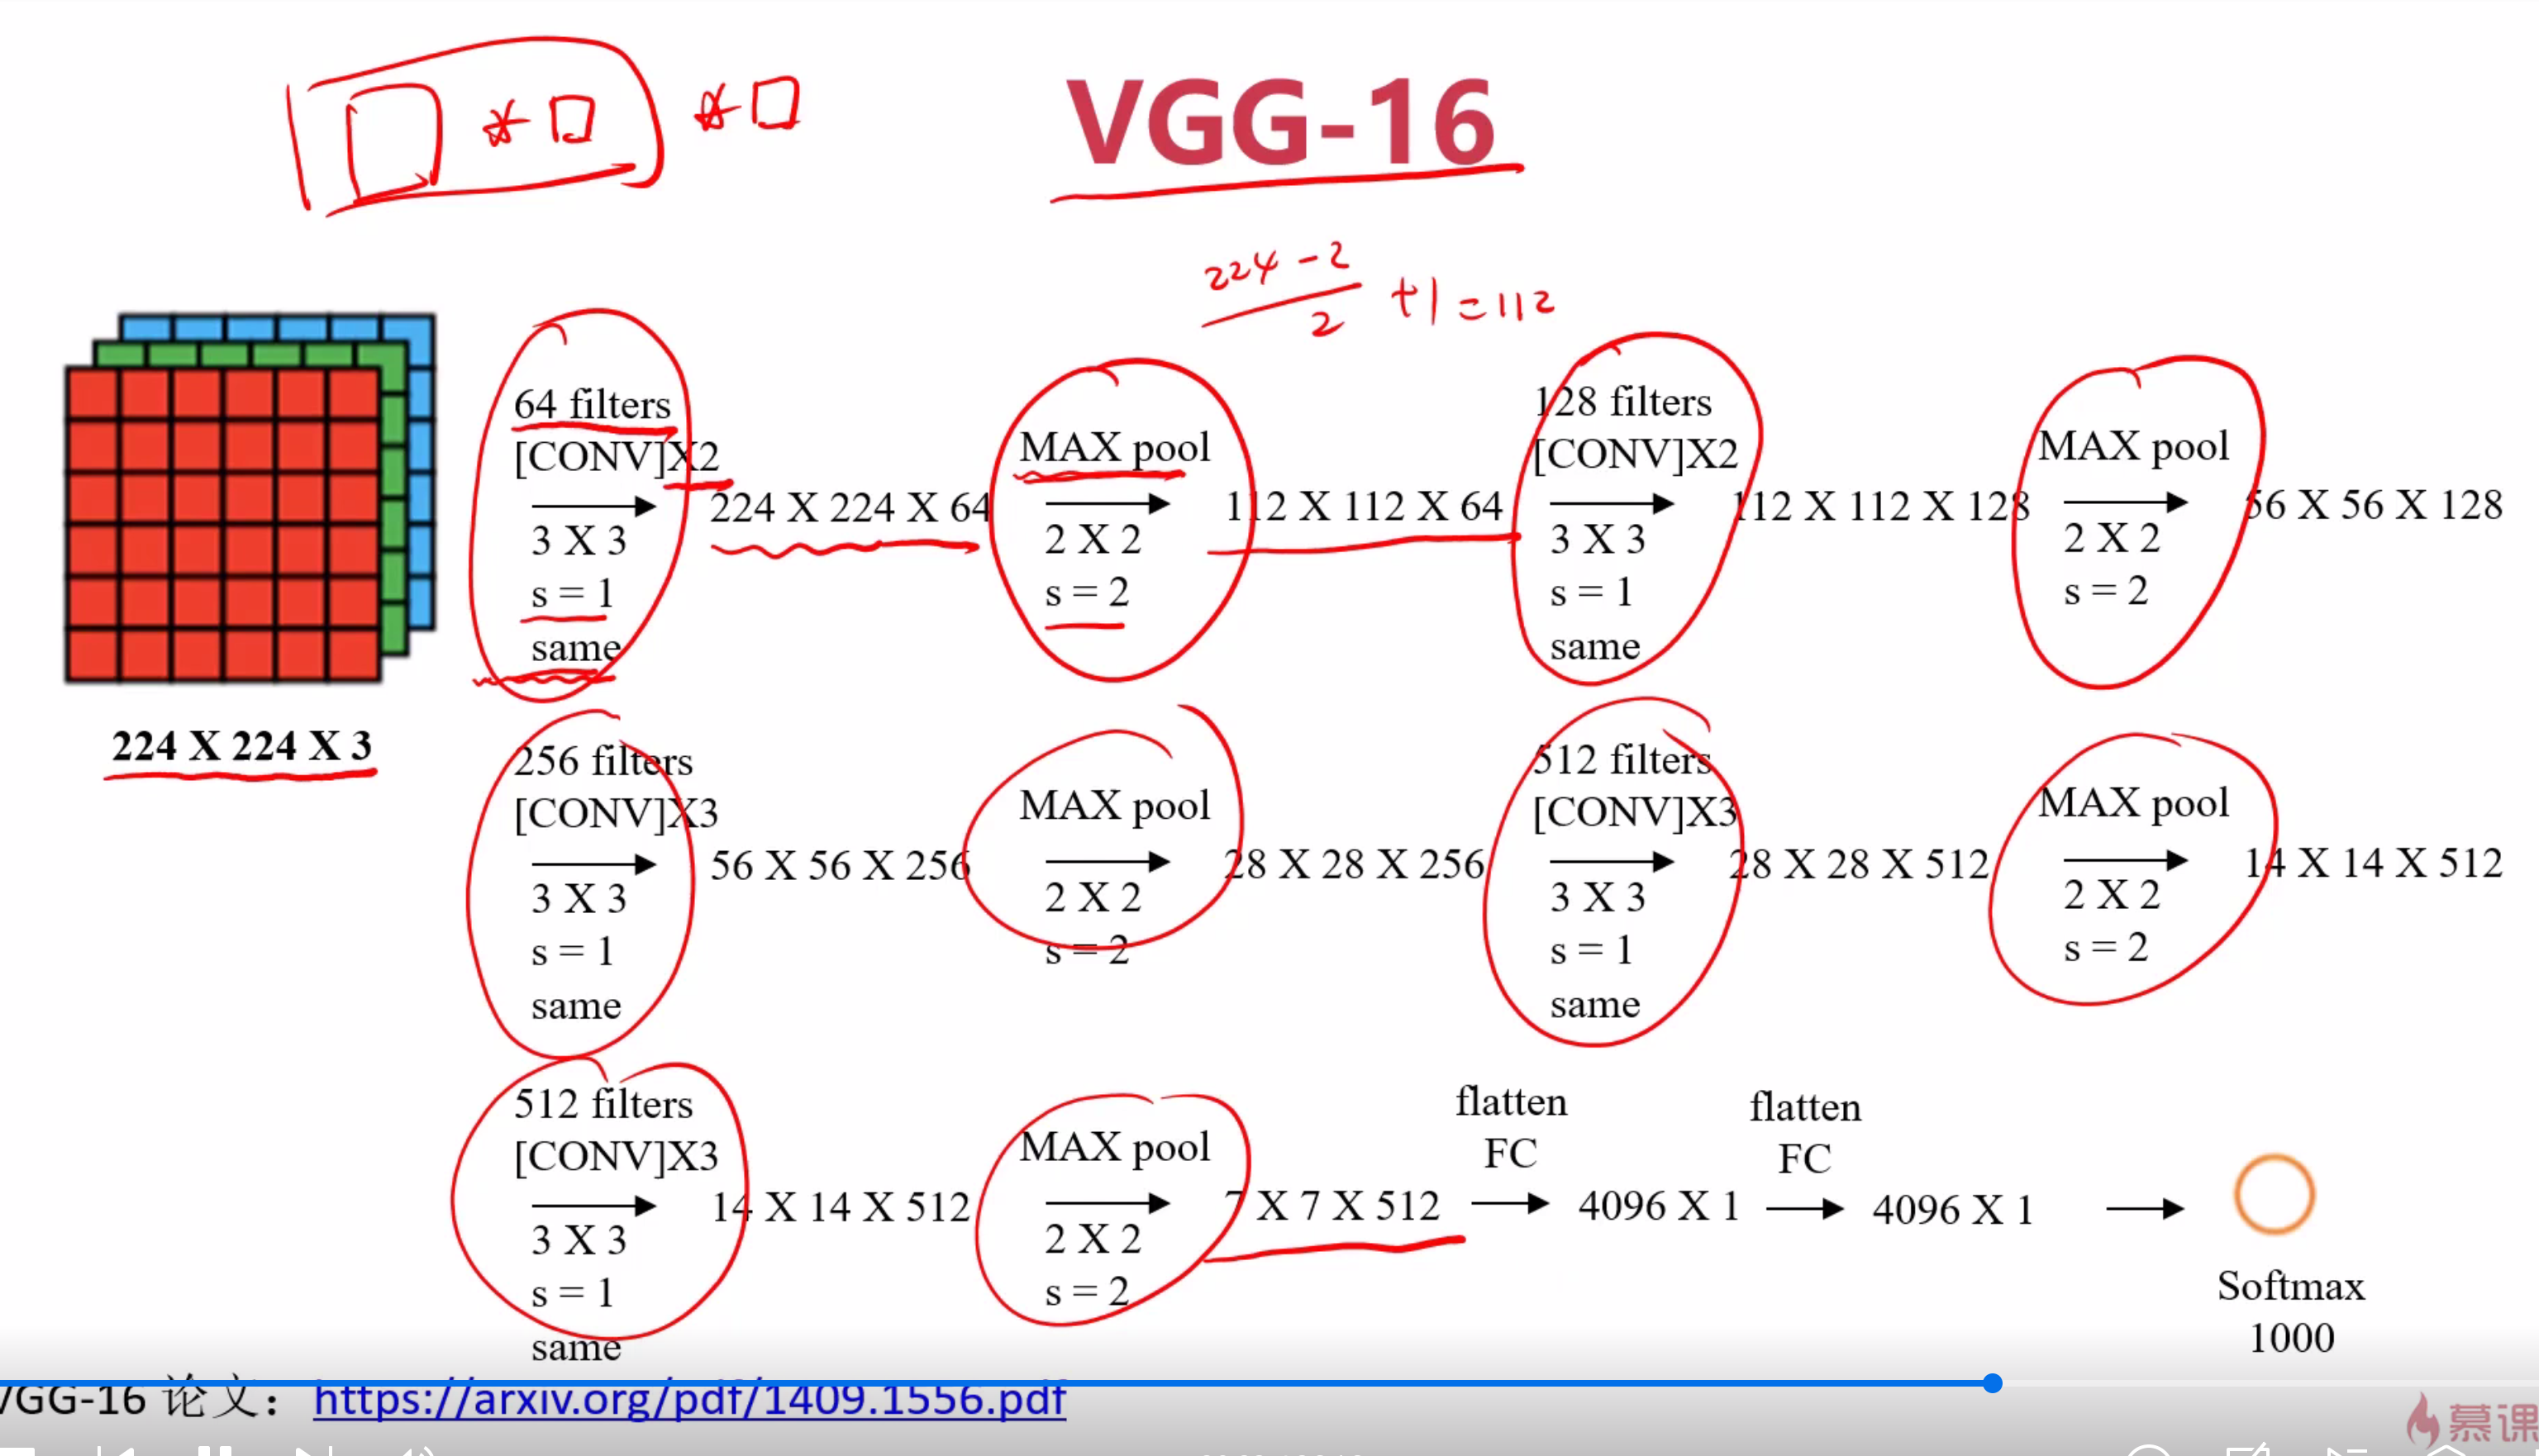 VGG-16
224 - 2
2
+1 = 112
64 filters
[CONV]X2
3 X 3
s = 1
same
224 X 224 X 64
MAX pool
2 X 2
s = 2
112 X 112 X 64
128 filters
[CONV]X2
3 X 3
s = 1
same
112 X 112 X 128
MAX pool
2 X 2
s = 2
56 X 56 X 128
224 X 224 X 3
256 filters
[CONV]X3
3 X 3
s = 1
same
56 X 56 X 256
MAX pool
2 X 2
s = 2
28 X 28 X 256
512 filters
[CONV]X3
3 X 3
s = 1
same
28 X 28 X 512
MAX pool
2 X 2
s = 2
14 X 14 X 512
512 filters
[CONV]X3
3 X 3
s = 1
same
14 X 14 X 512
MAX pool
2 X 2
s = 2
7 X 7 X 512
flatten
FC
4096 X 1
flatten
FC
4096 X 1
Softmax
1000
VGG-16 论文：https://arxiv.org/pdf/1409.1556.pdf
慕课